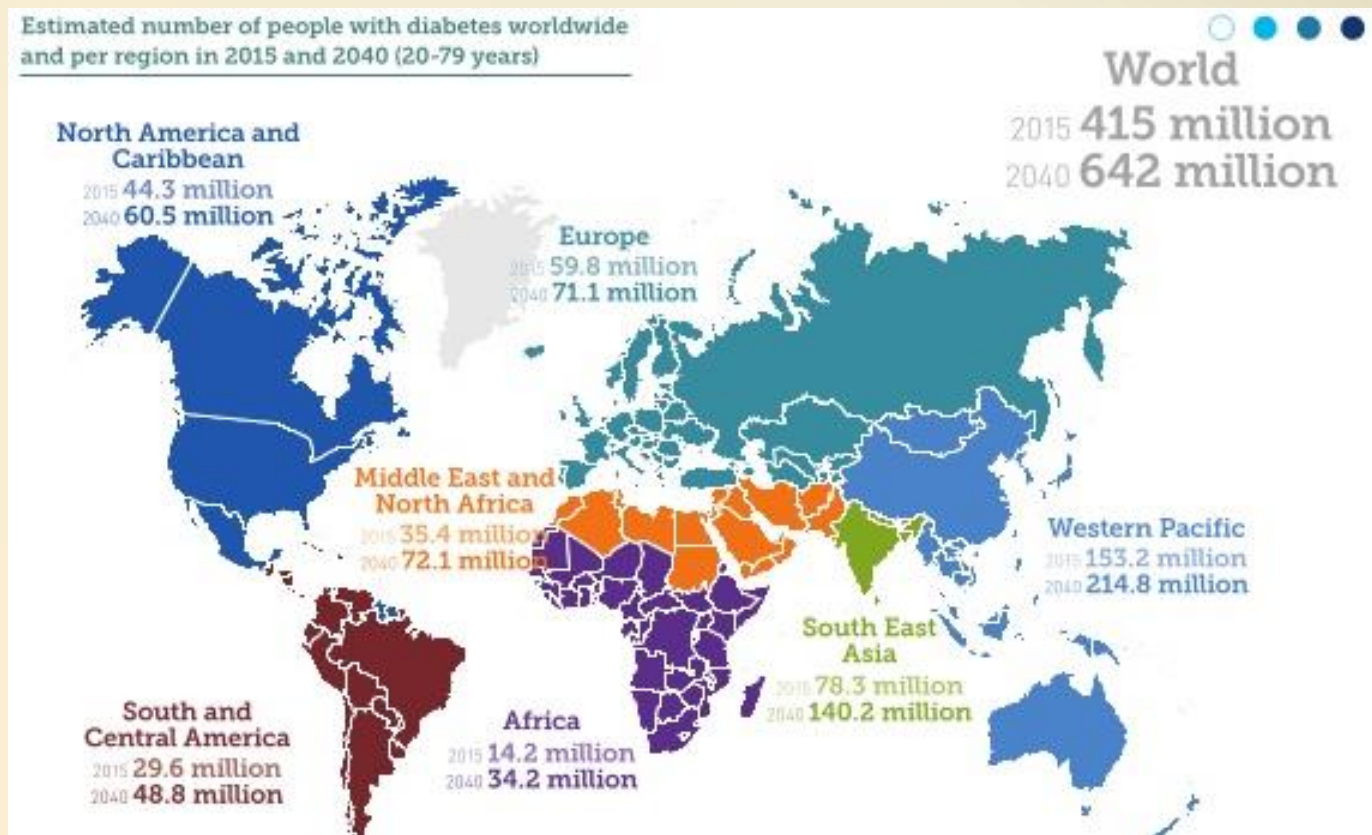 Estimated number of people with diabetes worldwide
and per region in 2015 and 2040 (20-79 years)
World
2015 415 million
2040 642 million
North America and
Caribbean
2015 44.3 million
2040 60.5 million
Europe
2015 59.8 million
2040 71.1 million
Middle East and
North Africa
2015 35.4 million
2040 72.1 million
Western Pacific
2015 153.2 million
2040 214.8 million
South East
Asia
2015 78.3 million
2040 140.2 million
South and
Central America
2015 29.6 million
2040 48.8 million
Africa
2015 14.2 million
2040 34.2 million